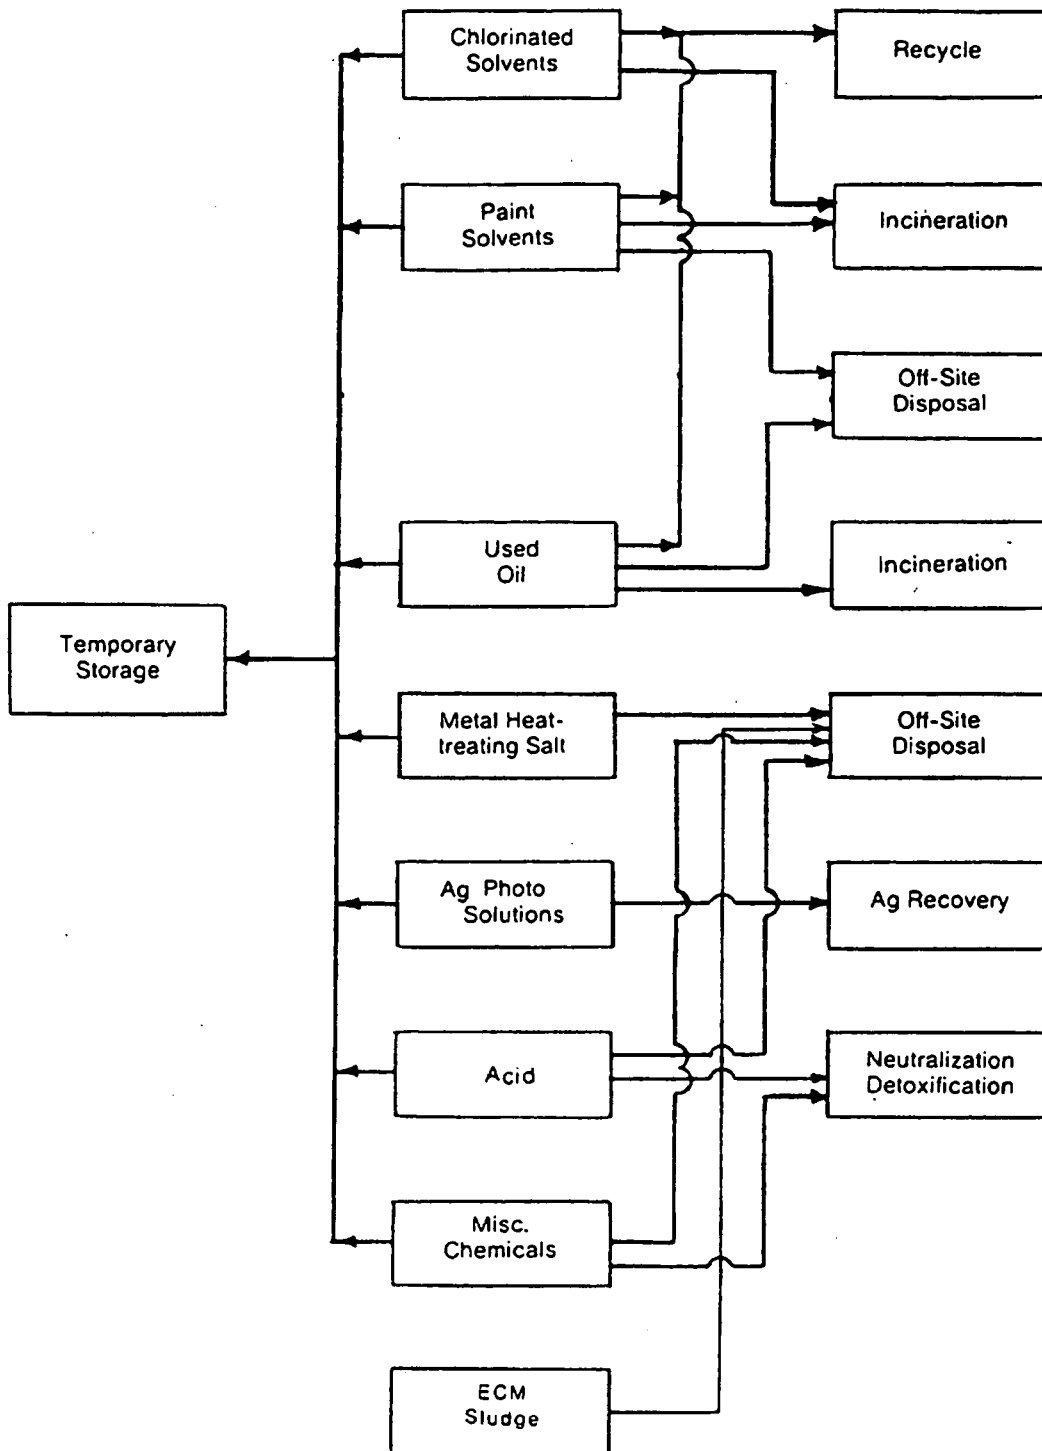 Chlorinated
Solvents
Recycle
Paint
Solvents
Incineration
Off-Site
Disposal
Used
Oil
Incineration
Temporary
Storage
Metal Heat-
treating Salt
Off-Site
Disposal
Ag Photo
Solutions
Ag Recovery
Acid
Neutralization
Detoxification
Misc.
Chemicals
ECM
Sludge